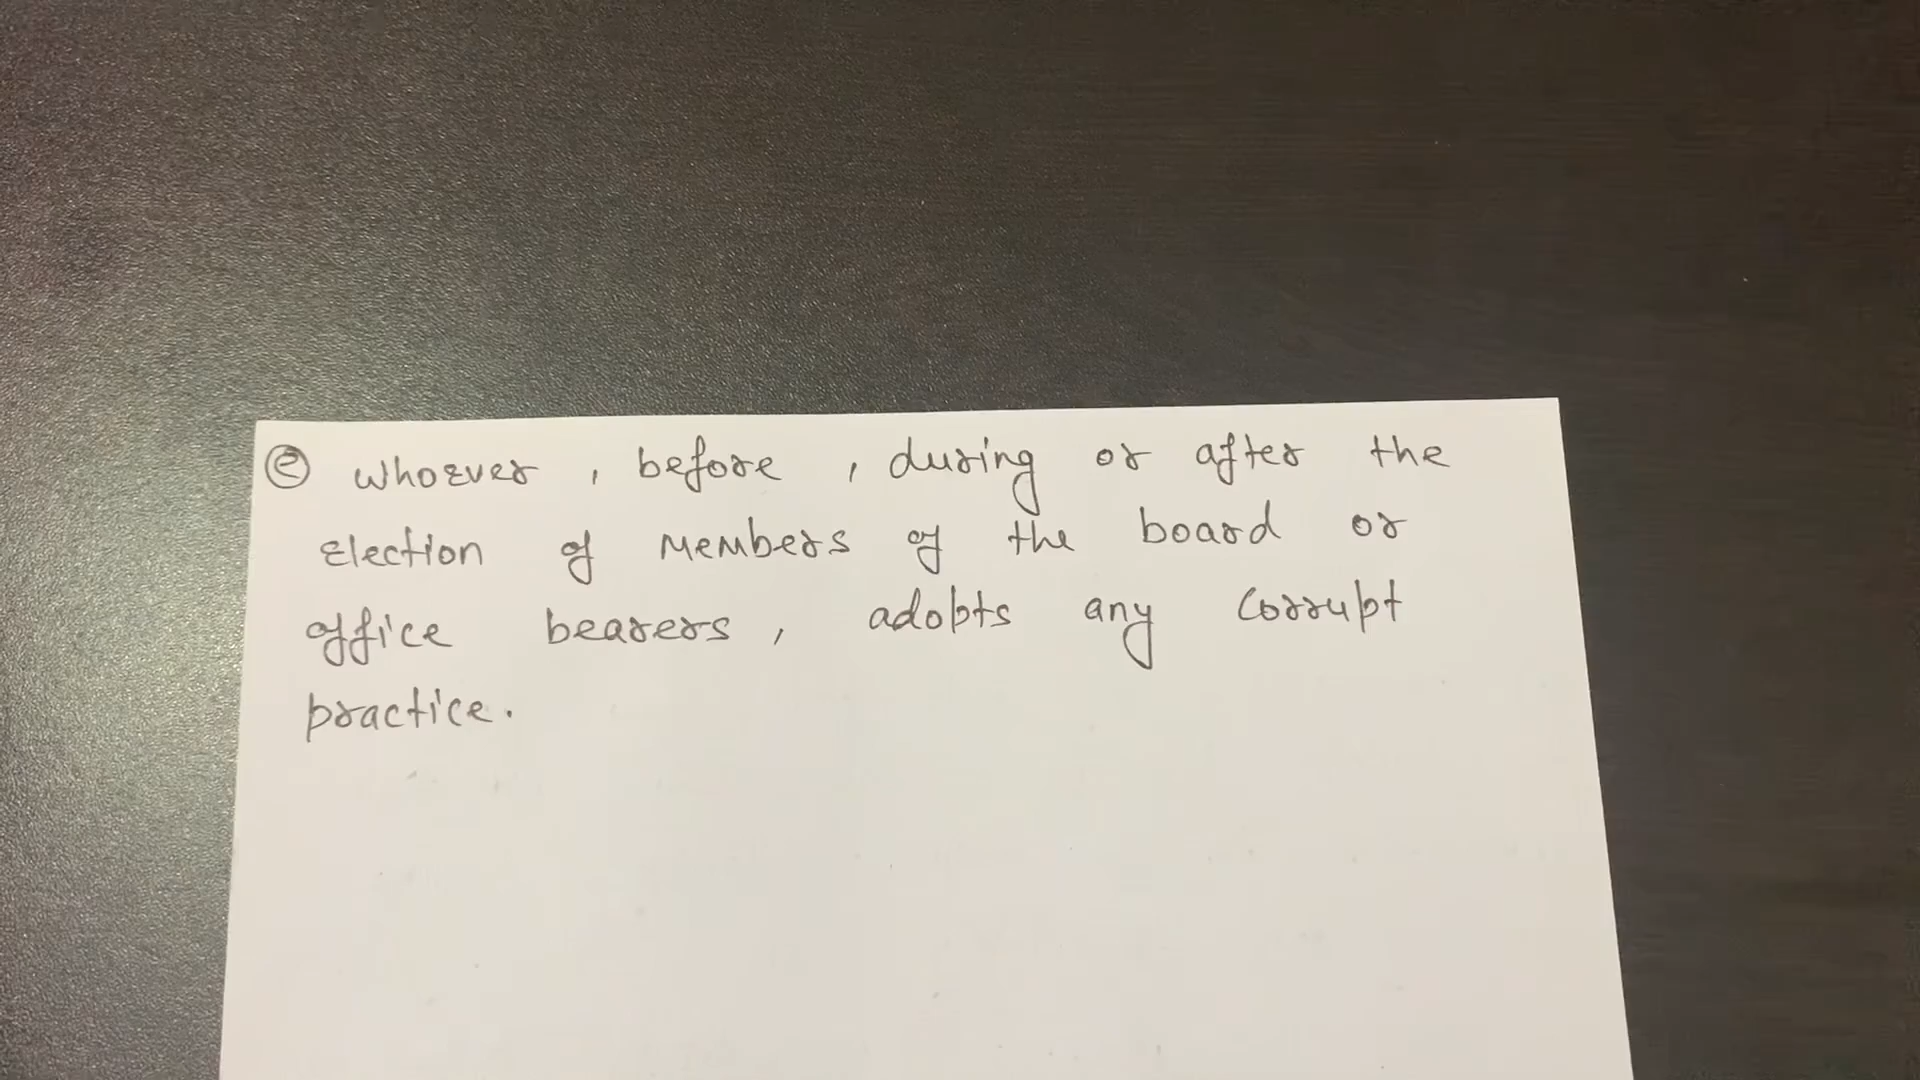 ⓔ whoever , before , during or after the
election of members of the board or
office bearers , adopts any corrupt
practice.